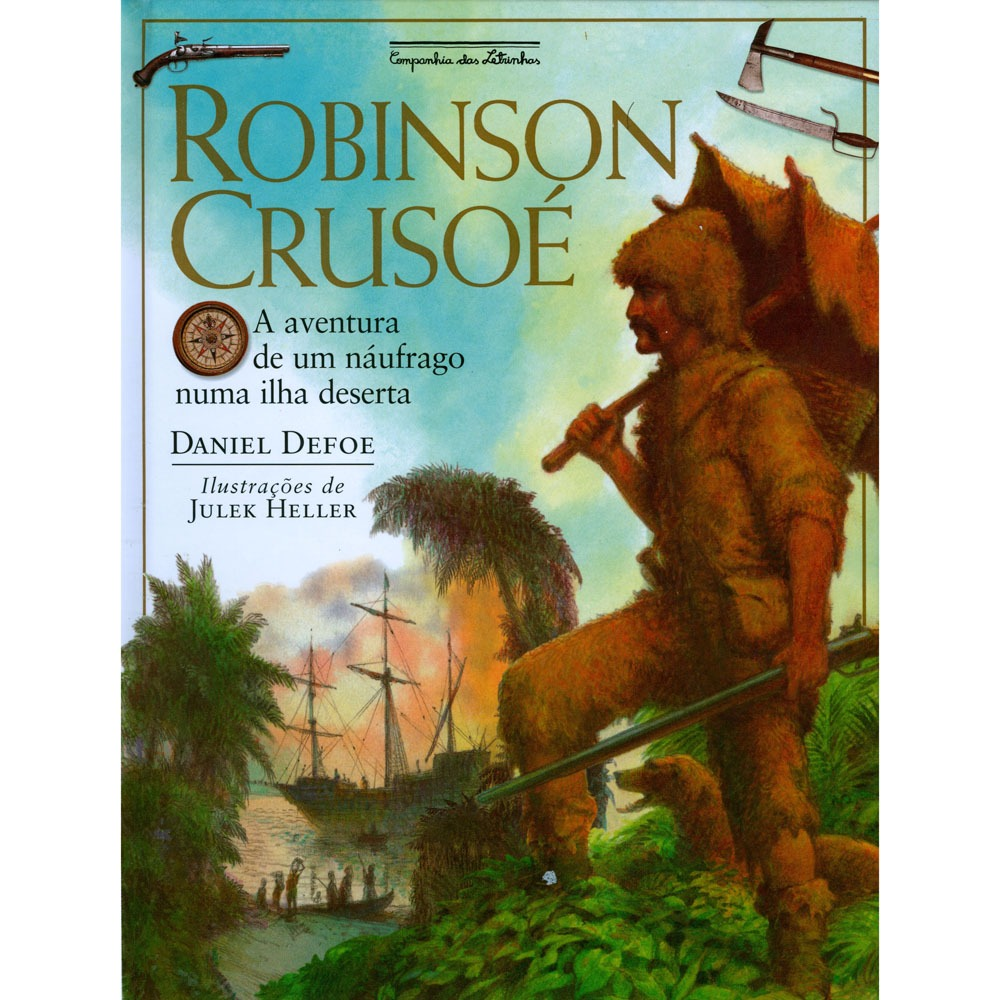 Companhia das Letrinhas
ROBINSON
CRUSOÉ
A aventura
de um náufrago
numa ilha deserta
DANIEL DEFOE
Ilustrações de
JULEK HELLER